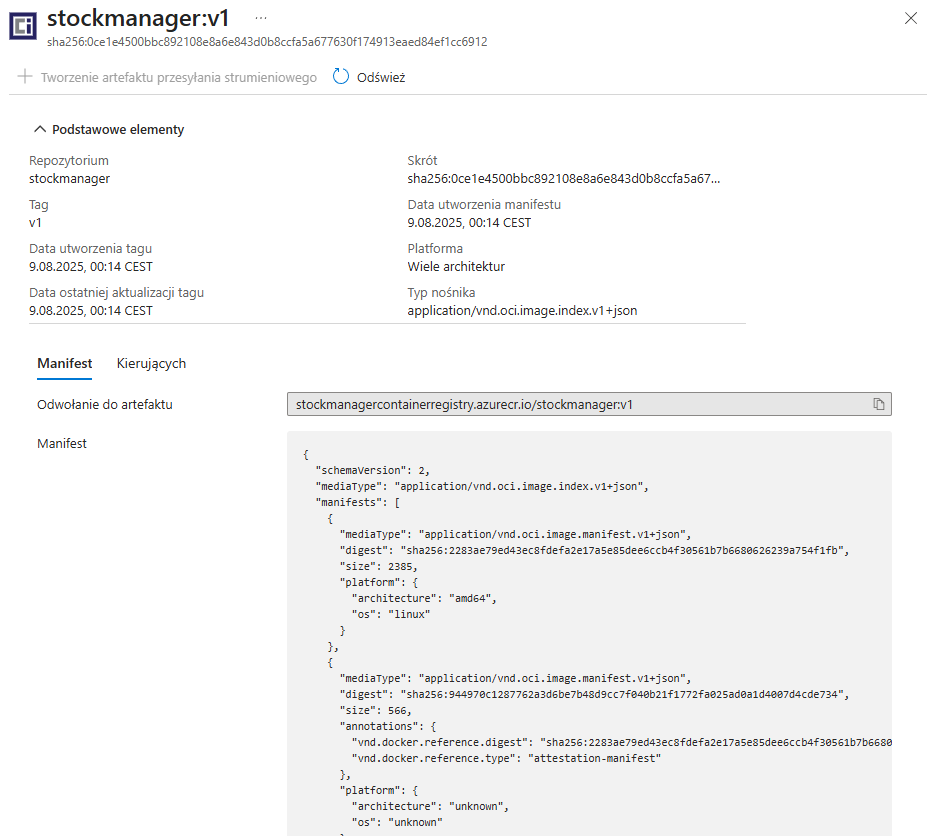 stockmanager:v1 ...
sha256:0ce1e4500bbc892108e8a6e843d0b8ccfa5a677630f174913eaed84ef1cc6912
Tworzenie artefaktu przesyłania strumieniowego Odśwież
Podstawowe elementy
Repozytorium
stockmanager
Skrót
sha256:0ce1e4500bbc892108e8a6e843d0b8ccfa5a67...
Tag
v1
Data utworzenia manifestu
9.08.2025, 00:14 CEST
Data utworzenia tagu
9.08.2025, 00:14 CEST
Platforma
Wiele architektur
Data ostatniej aktualizacji tagu
9.08.2025, 00:14 CEST
Typ nośnika
application/vnd.oci.image.index.v1+json
Manifest Kierujących
Odwołanie do artefaktu
stockmanagercontainerregistry.azurecr.io/stockmanager:v1
Manifest
{
"schemaVersion": 2,
"mediaType": "application/vnd.oci.image.index.v1+json",
"manifests": [
{
"mediaType": "application/vnd.oci.image.manifest.v1+json",
"digest": "sha256:2283ae79ed43ec8fdefa2e17a5e85dee6ccb4f30561b7b6680626239a754f1fb",
"size": 2385,
"platform": {
"architecture": "amd64",
"os": "linux"
}
},
{
"mediaType": "application/vnd.oci.image.manifest.v1+json",
"digest": "sha256:944970c1287762a3d6be7b48d9cc7f040b21f1772fa025ad0a1d4007d4cde734",
"size": 566,
"annotations": {
"vnd.docker.reference.digest": "sha256:2283ae79ed43ec8fdefa2e17a5e85dee6ccb4f30561b7b6680
"vnd.docker.reference.type": "attestation-manifest"
},
"platform": {
"architecture": "unknown",
"os": "unknown"